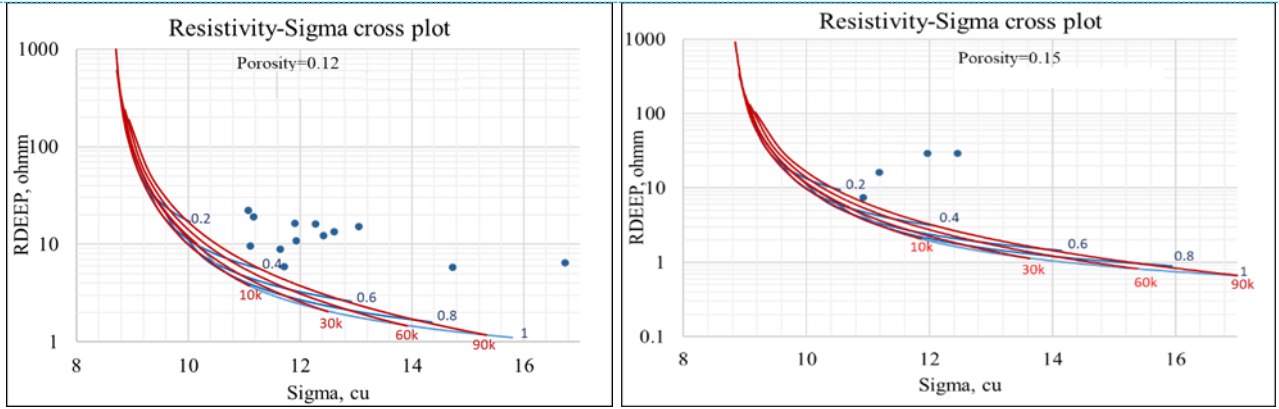 Resistivity-Sigma cross plot
Porosity=0.12
1000
100
10
1
RDEEP, ohmm
0.2
0.4
0.6
0.8
1
10k
30k
60k
90k
8 10 12 14 16
Sigma, cu
Resistivity-Sigma cross plot
Porosity=0.15
1000
100
10
1
0.1
RDEEP, ohmm
0.2
0.4
0.6
0.8
1
10k
30k
60k
90k
8 10 12 14 16
Sigma, cu